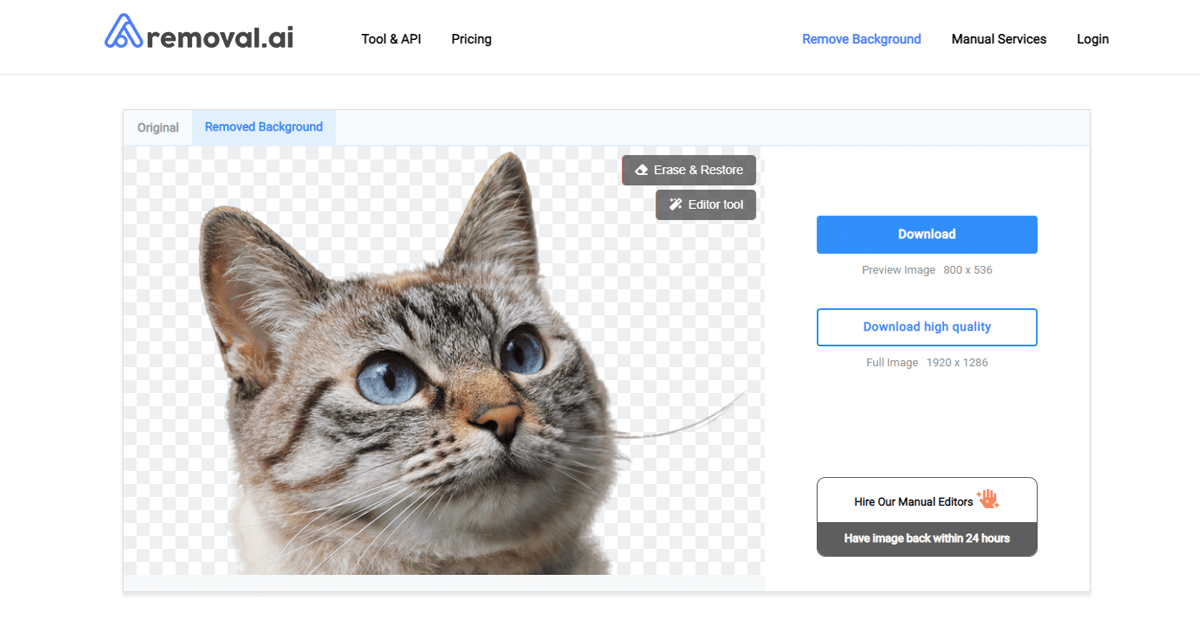 removal.ai
Tool & API
Pricing
Remove Background
Manual Services
Login
Original
Removed Background
Erase & Restore
Editor tool
Download
Preview Image 800 x 536
Download high quality
Full Image 1920 x 1286
Hire Our Manual Editors
Have image back within 24 hours